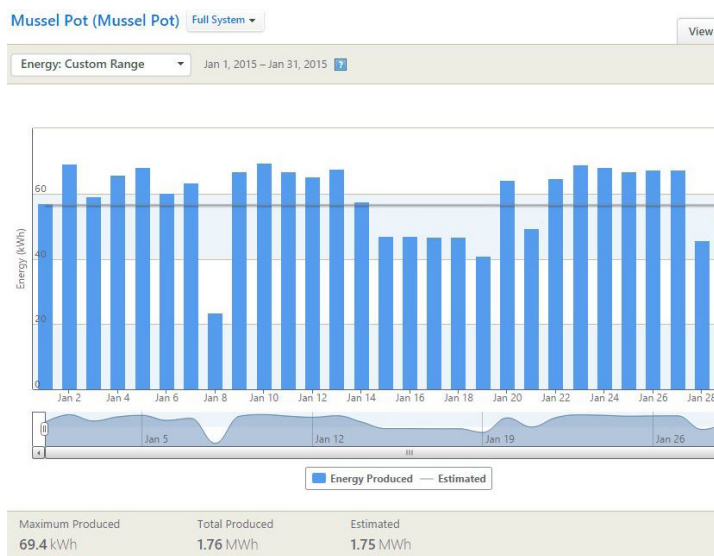 Mussel Pot (Mussel Pot) Full System
View
Energy: Custom Range Jan 1, 2015 – Jan 31, 2015 ?
Energy (kWh)
60
40
20
0
Jan 2 Jan 4 Jan 6 Jan 8 Jan 10 Jan 12 Jan 14 Jan 16 Jan 18 Jan 20 Jan 22 Jan 24 Jan 26 Jan 28
Jan 5 Jan 12 Jan 19 Jan 26
Energy Produced Estimated
Maximum Produced Total Produced Estimated
69.4 kWh 1.76 MWh 1.75 MWh